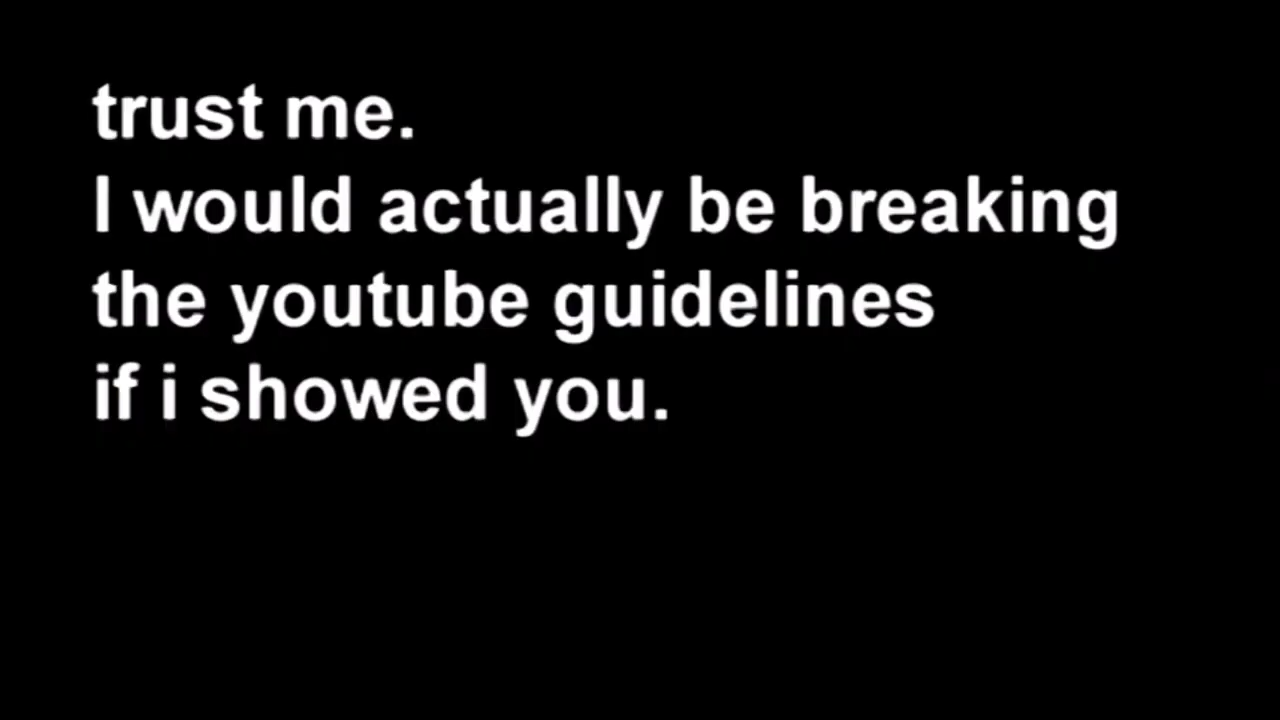 trust me.
I would actually be breaking
the youtube guidelines
if i showed you.